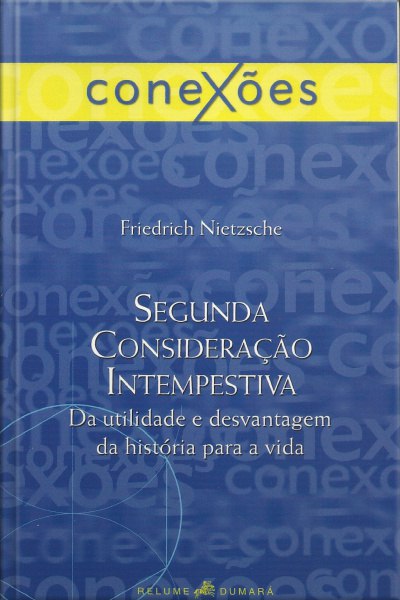 coneXões
Friedrich Nietzsche
SEGUNDA
CONSIDERAÇÃO
INTEMPESTIVA
Da utilidade e desvantagem
da história para a vida
RELUME DUMARÁ